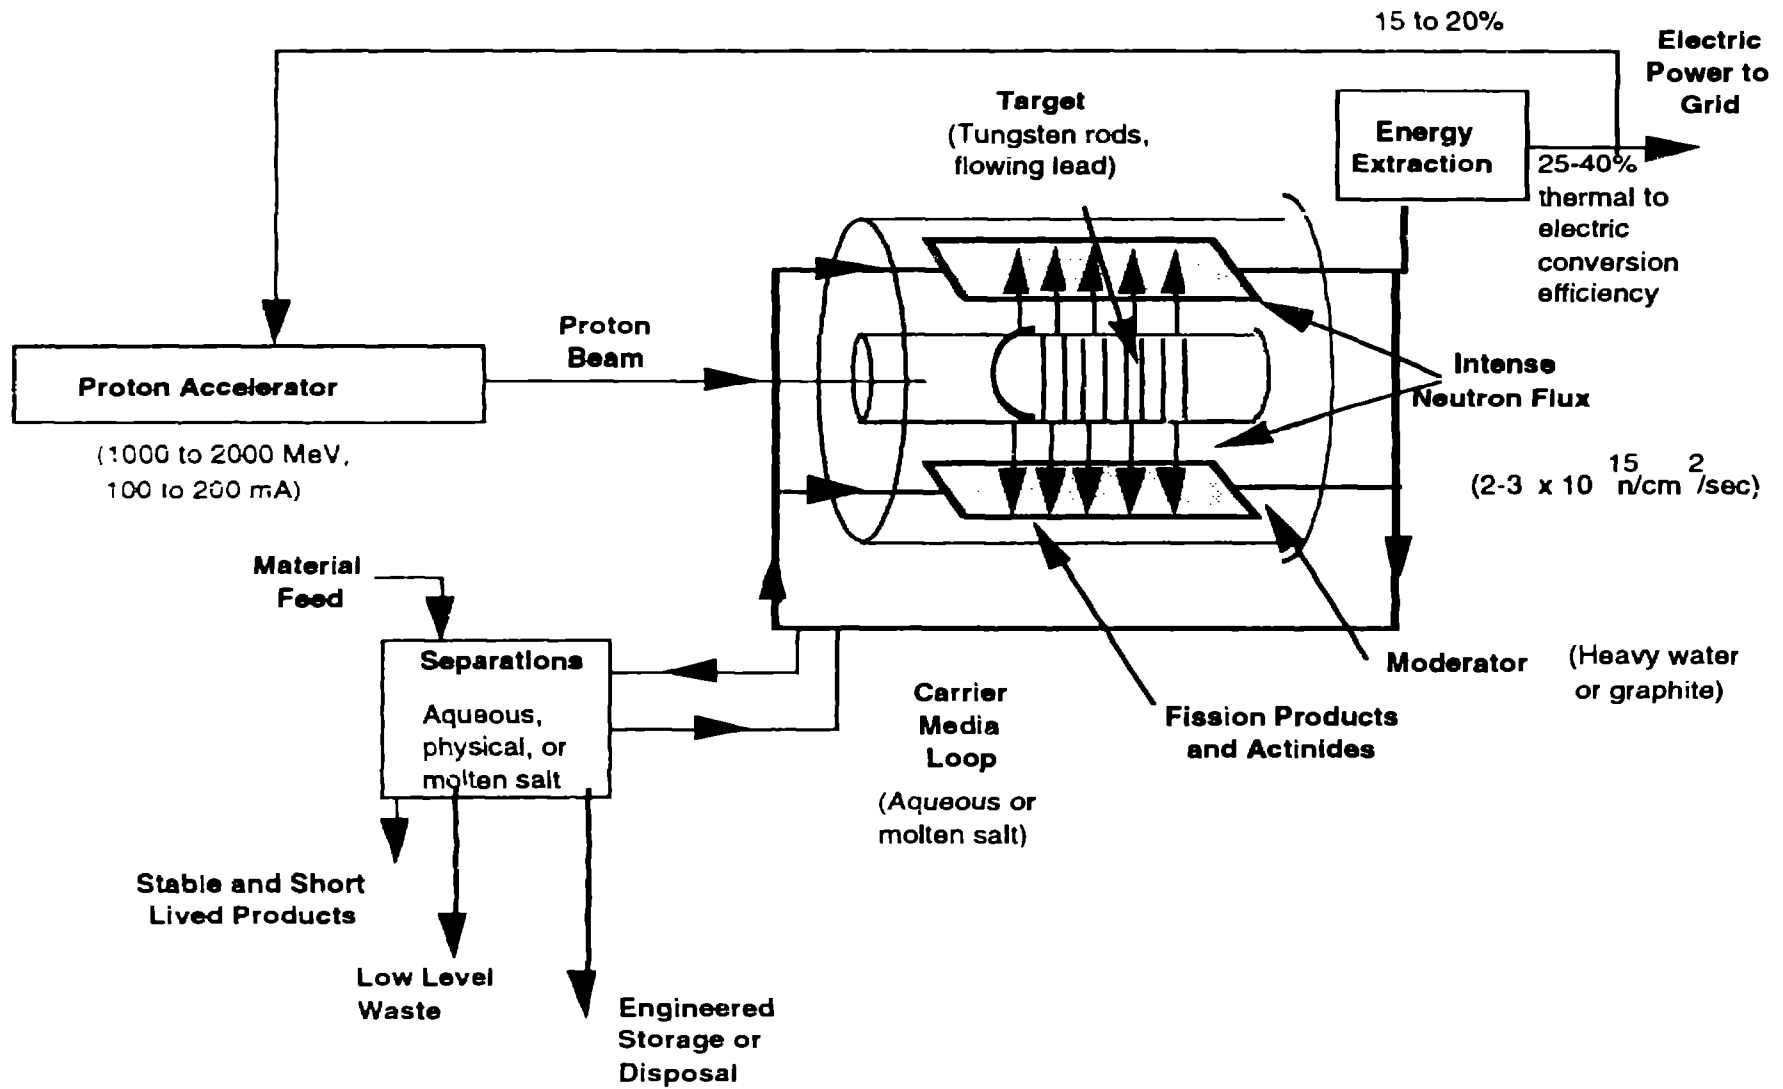 15 to 20%
Electric
Power to
Grid
Target
(Tungsten rods,
flowing lead)
Energy
Extraction
25-40%
thermal to
electric
conversion
efficiency
Proton
Beam
Proton Accelerator
(1000 to 2000 MeV,
100 to 200 mA)
Intense
Neutron Flux
(2-3 x 10 15 n/cm 2 /sec)
Material
Feed
Separations
Aqueous,
physical, or
molten salt
Carrier
Media
Loop
(Aqueous or
molten salt)
Moderator
(Heavy water
or graphite)
Fission Products
and Actinides
Stable and Short
Lived Products
Low Level
Waste
Engineered
Storage or
Disposal